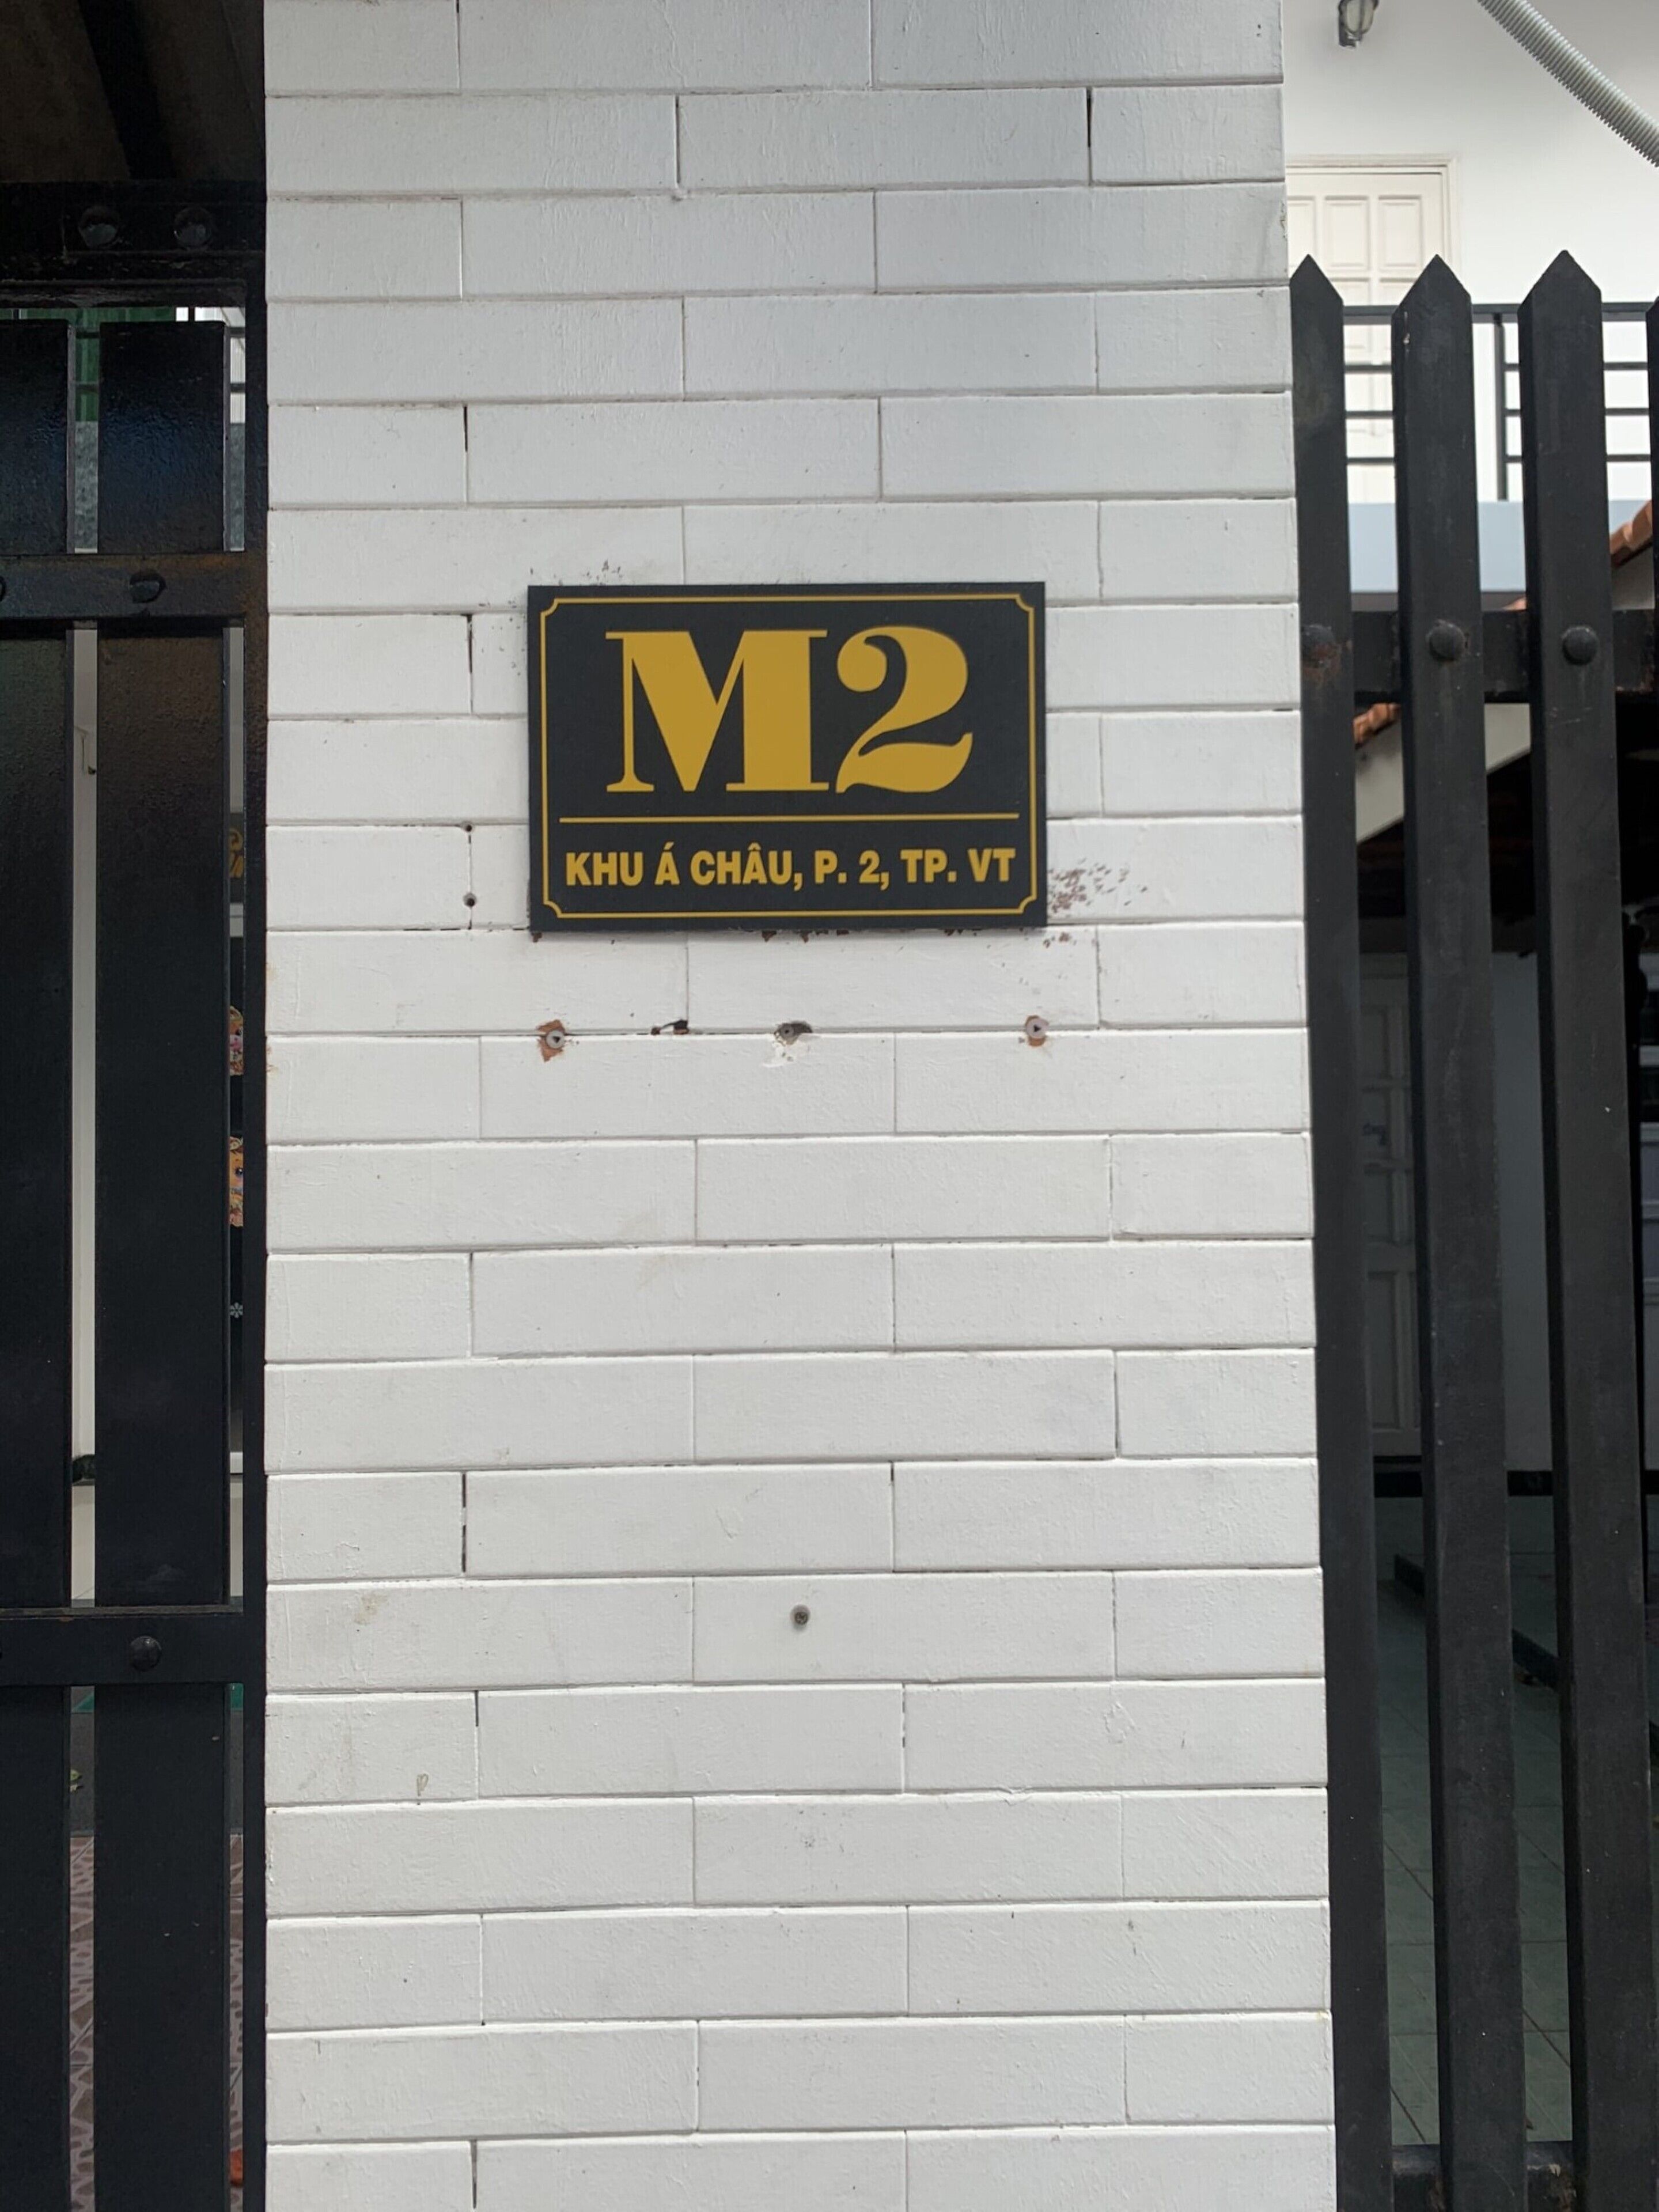 M2
KHU Á CHÂU, P. 2, TP. VT